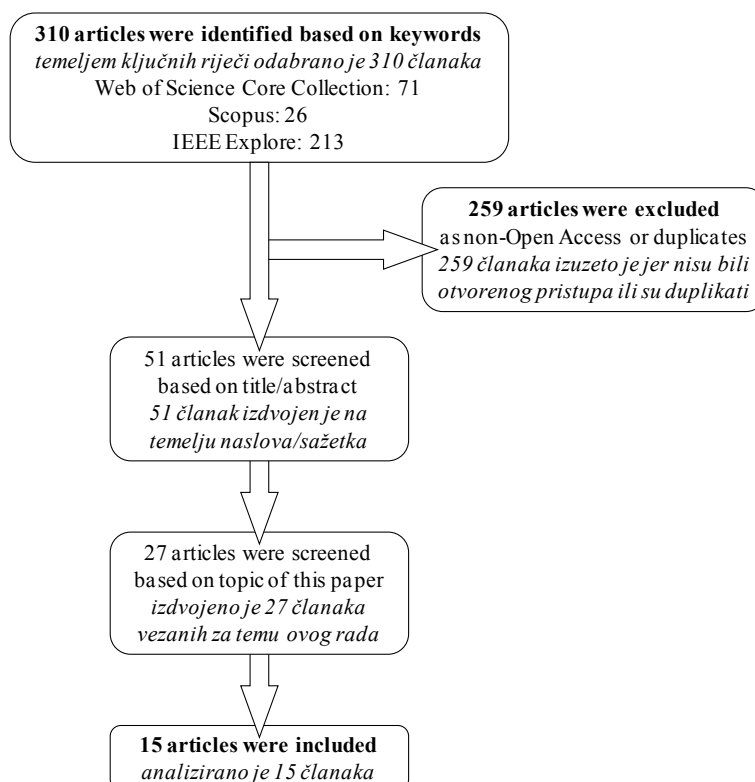 310 articles were identified based on keywords
temeljem ključnih riječi odabrano je 310 članaka
Web of Science Core Collection: 71
Scopus: 26
IEEE Explore: 213
259 articles were excluded
as non-Open Access or duplicates
259 članaka izuzeto je jer nisu bili
otvorenog pristupa ili su duplikati
51 articles were screened
based on title/abstract
51 članak izdvojen je na
temelju naslova/sažetka
27 articles were screened
based on topic of this paper
izdvojeno je 27 članaka
vezanih za temu ovog rada
15 articles were included
analizirano je 15 članaka